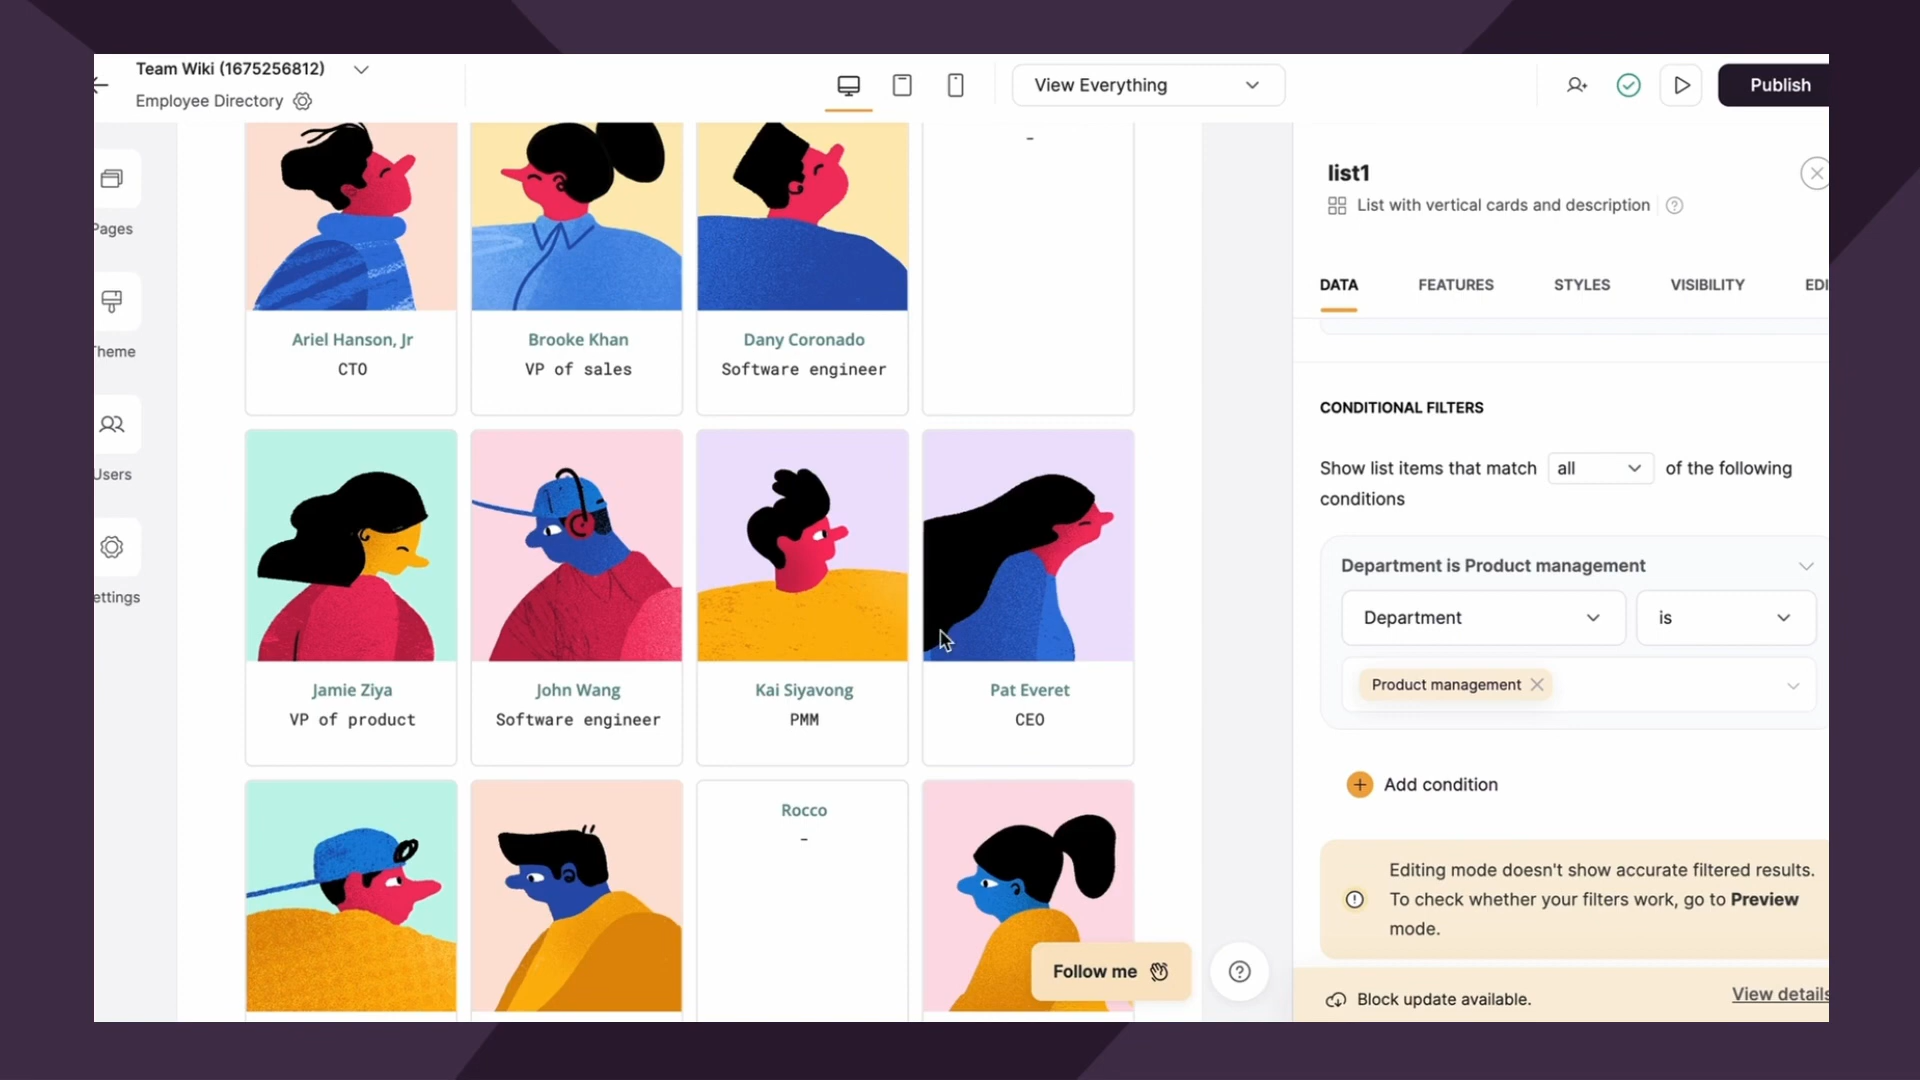 Team Wiki (1675256812)
Employee Directory
View Everything
Publish
Pages
Theme
Users
ettings
-
Ariel Hanson, Jr
CTO
Brooke Khan
VP of sales
Dany Coronado
Software engineer
Jamie Ziya
VP of product
John Wang
Software engineer
Kai Siyavong
PMM
Pat Everet
CEO
Rocco
-
Follow me
list1
List with vertical cards and description
DATA
FEATURES
STYLES
VISIBILITY
EDI
CONDITIONAL FILTERS
Show list items that match all of the following
conditions
Department is Product management
Department
is
Product management
Add condition
Editing mode doesn't show accurate filtered results.
To check whether your filters work, go to Preview
mode.
Block update available.
View details